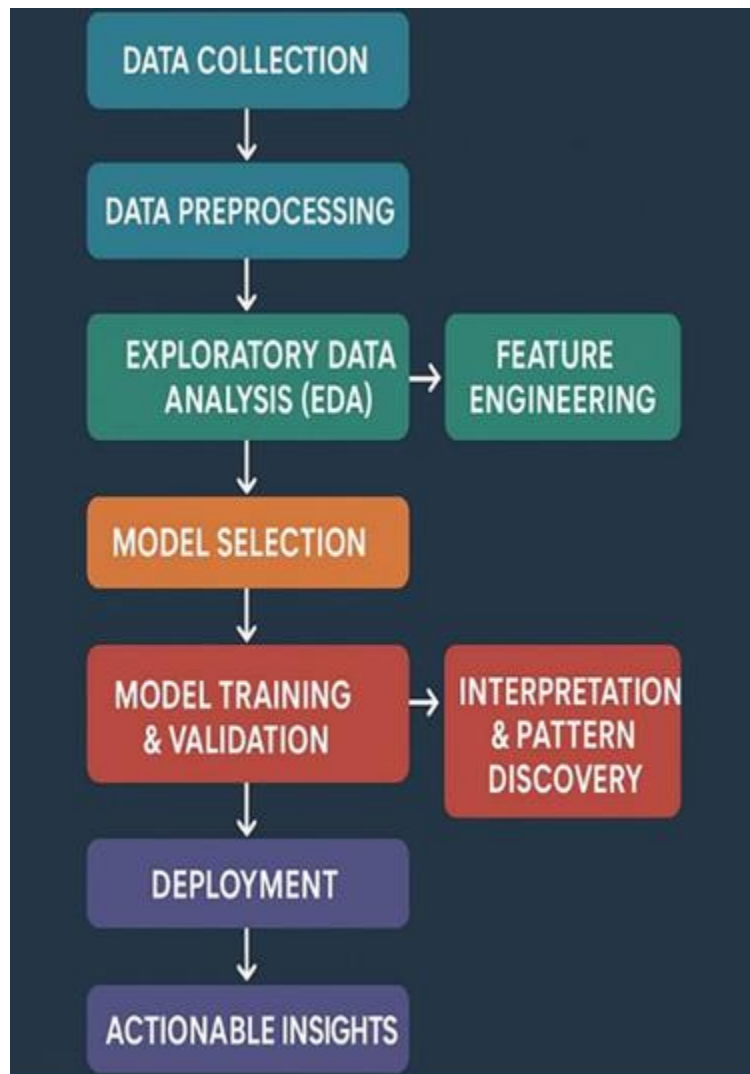 DATA COLLECTION
DATA PREPROCESSING
EXPLORATORY DATA
ANALYSIS (EDA)
FEATURE
ENGINEERING
MODEL SELECTION
MODEL TRAINING
& VALIDATION
INTERPRETATION
& PATTERN
DISCOVERY
DEPLOYMENT
ACTIONABLE INSIGHTS